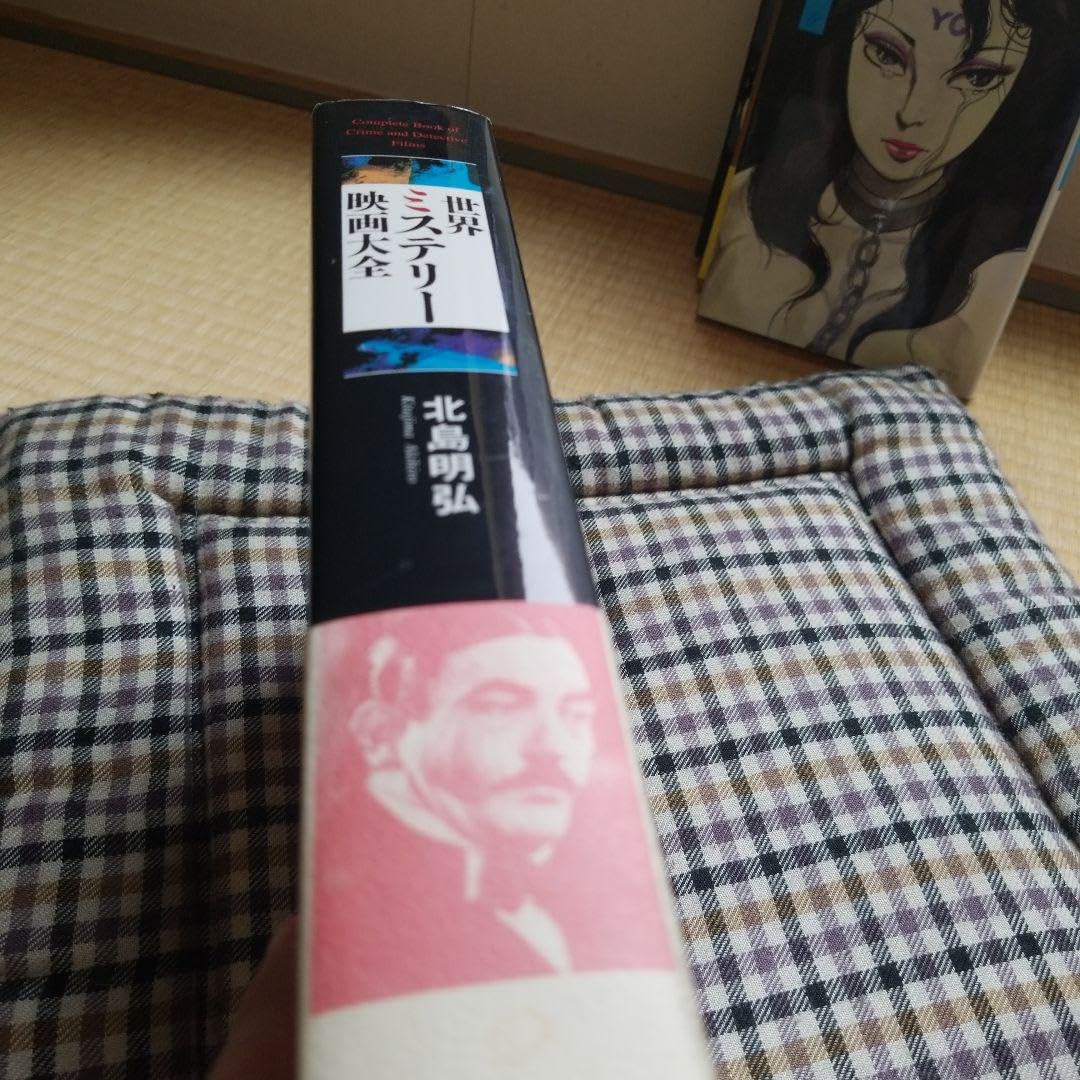 Complete Book of
Crime and Detective
Films
世界
ミステリー
映画大全
北島明弘
Kitajima Akihiro
YO